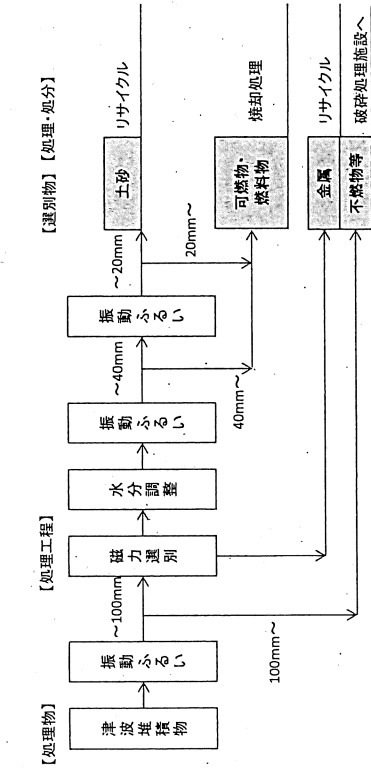 【処理物】
【処理工程】
【選別物】【処理・処分】
津波堆積物
振動ふるい
~100mm
磁力選別
水分調整
振動ふるい
~40mm
振動ふるい
~20mm
土砂
リサイクル
20mm~
40mm~
可燃物・
燃料物
焼却処理
金属
リサイクル
100mm~
不燃物等
破砕処理施設へ